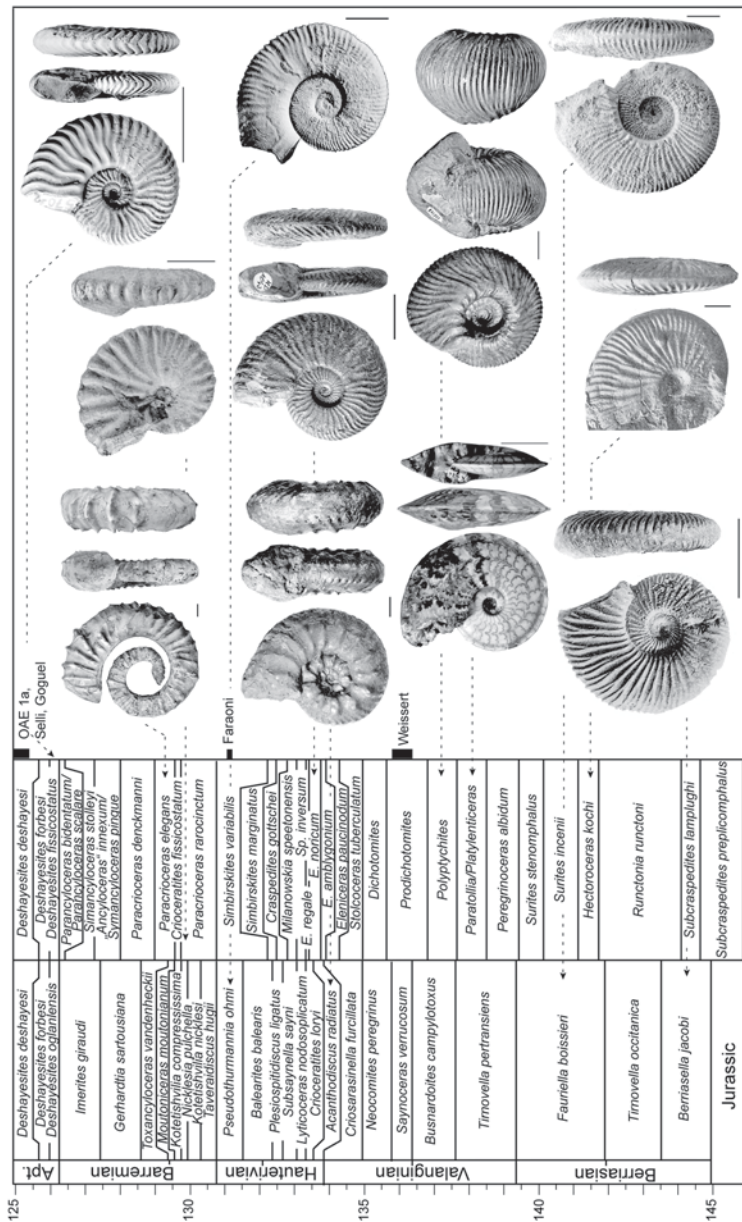 125
130
135
140
145
Apt.
Barremian
Hauterivian
Valanginian
Berriasian
Deshayesites deshayesi
Deshayesites forbesi
Deshayesites oglanlensis
Imerites giraudi
Gerhardtia sartousiana
Toxancyloceras vandenheckii
Moutoniceras moutonianum
Kotetishvilia compressissima
Nicklesia pulchella
Kotetishvilia nicklesi
Taveraidiscus hugii
Pseudothurmannia ohmi
Balearites balearis
Plesiospitidiscus ligatus
Subsaynella sayni
Lyticoceras nodosoplicatum
Crioceratites loryi
Acanthodiscus radiatus
Criosarasinella furcillata
Neocomites peregrinus
Saynoceras verrucosum
Busnardoites campylotoxus
Tirnovella pertransiens
Fauriella boissieri
Tirnovella occitanica
Berriasella jacobi
Jurassic
Deshayesites deshayesi
Deshayesites forbesi
Deshayesites fissicostatus
Parancyloceras bidentatum/
Parancyloceras scalare
Simancyloceras stolleyi
"Ancyloceras" innexum/
Symancyloceras pingue
Paracrioceras denckmanni
Paracrioceras elegans
Crioceratites fissicostatum
Paracrioceras rarocinctum
Simbirskites variabilis
Simbirskites marginatus
Craspedites gottschei
Milanowskia speetonensis
Sp. inversum
E. regale
E. noricum
E. amblygonium
Eleniceras paucinodum
Stolcoceras tuberculatum
Dichotomites
Prodichotomites
Polyptychites
Paratollia/Platylenticeras
Peregrinoceras albidum
Surites stenomphalus
Surites incenii
Hectoroceras kochi
Runctonia runctoni
Subcraspedites lamplughi
Subcraspedites preplicomphalus
OAE 1a,
Selli, Goguel
Faraoni
Weissert